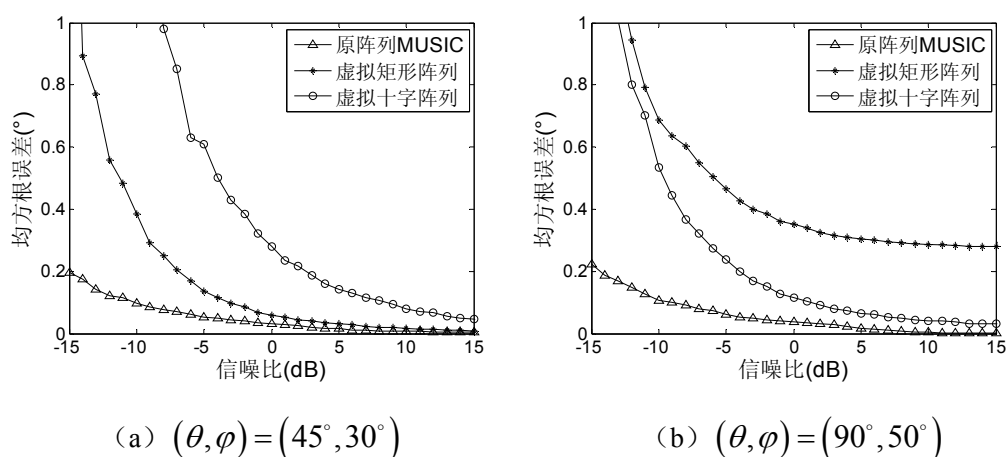 1
0.8
0.6
0.4
0.2
0
均方根误差(°)
-15 -10 -5 0 5 10 15
信噪比(dB)
原阵列MUSIC
虚拟矩形阵列
虚拟十字阵列
(a) (θ,φ)=(45°,30°)
1
0.8
0.6
0.4
0.2
0
均方根误差(°)
-15 -10 -5 0 5 10 15
信噪比(dB)
原阵列MUSIC
虚拟矩形阵列
虚拟十字阵列
(b) (θ,φ)=(90°,50°)